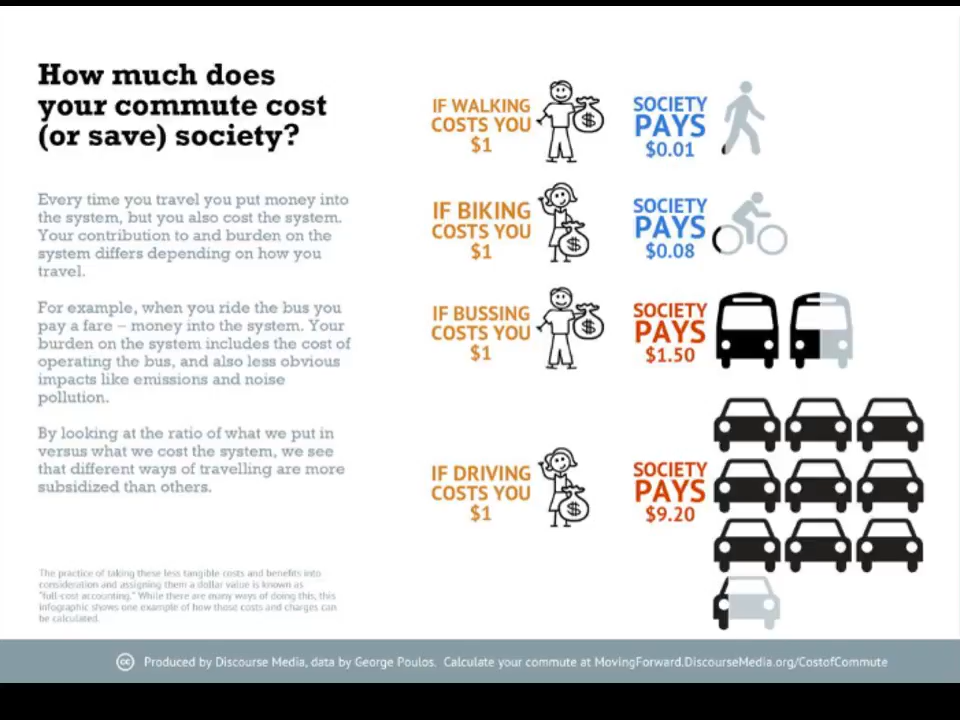 How much does
your commute cost
(or save) society?
Every time you travel you put money into
the system, but you also cost the system.
Your contribution to and burden on the
system differs depending on how you
travel.
For example, when you ride the bus you
pay a fare – money into the system. Your
burden on the system includes the cost of
operating the bus, and also less obvious
impacts like emissions and noise
pollution.
By looking at the ratio of what we put in
versus what we cost the system, we see
that different ways of travelling are more
subsidized than others.
The practice of taking these less tangible costs and benefits into
consideration and assigning them a dollar value is known as
"full-cost accounting." While there are many ways of doing this, this
infographic shows one example of how those costs and charges can
be calculated.
IF WALKING
COSTS YOU
$1
$
SOCIETY
PAYS
$0.01
IF BIKING
COSTS YOU
$1
$
SOCIETY
PAYS
$0.08
IF BUSSING
COSTS YOU
$1
$
SOCIETY
PAYS
$1.50
IF DRIVING
COSTS YOU
$1
$
SOCIETY
PAYS
$9.20
cc Produced by Discourse Media, data by George Poulos. Calculate your commute at MovingForward.DiscourseMedia.org/CostofCommute